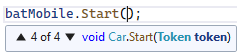 batMobile.Start();
▲ 4 of 4 ▼ void Car.Start(Token token)